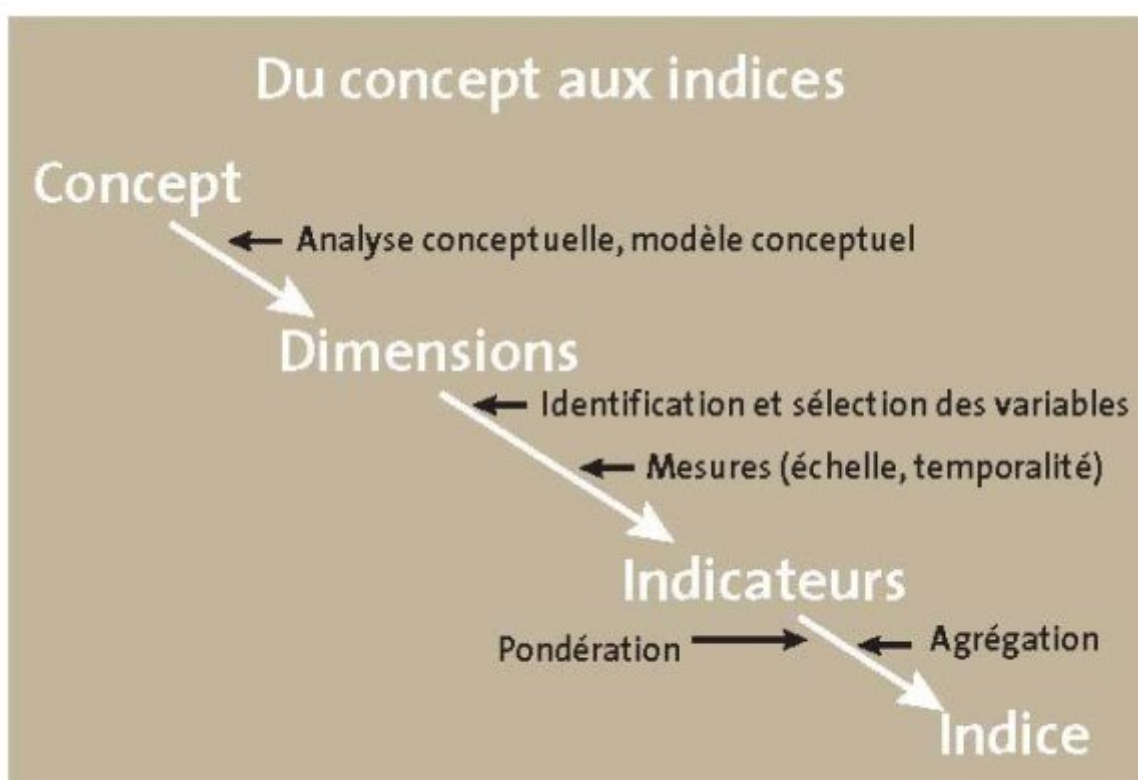 Du concept aux indices
Concept
Analyse conceptuelle, modèle conceptuel
Dimensions
Identification et sélection des variables
Mesures (échelle, temporalité)
Indicateurs
Pondération
Agrégation
Indice